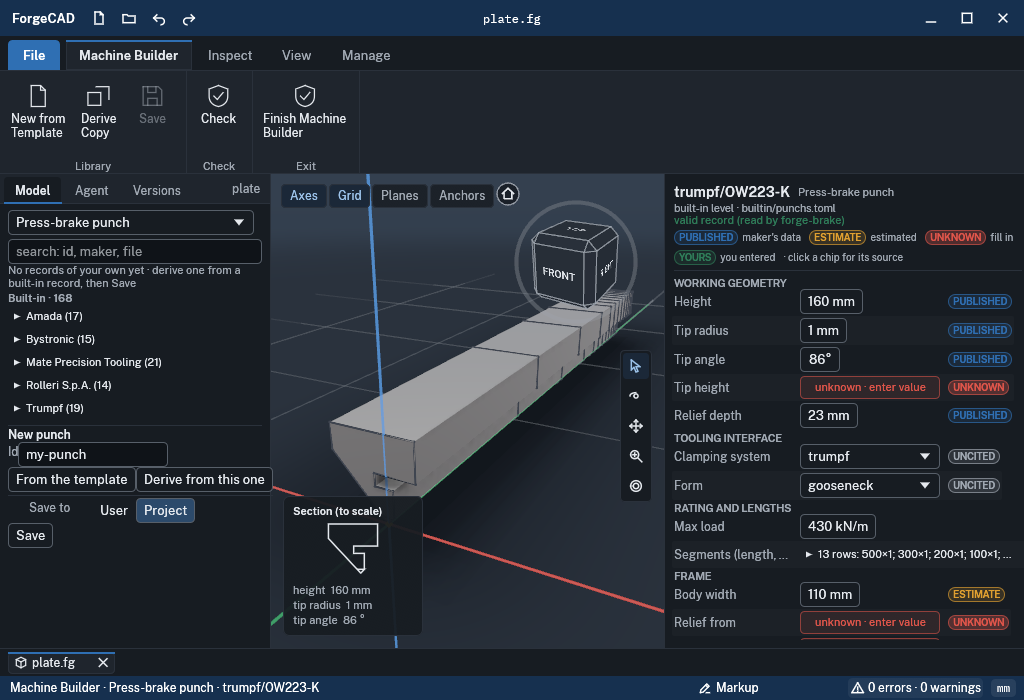 ForgeCAD
plate.fg
File
Machine Builder
Inspect
View
Manage
New from Template
Derive Copy
Save
Check
Finish Machine Builder
Library
Check
Exit
Model
Agent
Versions
plate
Press-brake punch
search: id, maker, file
No records of your own yet · derive one from a
built-in record, then Save
Built-in · 168
Amada (17)
Bystronic (15)
Mate Precision Tooling (21)
Rolleri S.p.A. (14)
Trumpf (19)
New punch
Id
my-punch
From the template
Derive from this one
Save to
User
Project
Save
Axes
Grid
Planes
Anchors
TOP
FRONT
Section (to scale)
height 160 mm
tip radius 1 mm
tip angle 86 °
trumpf/OW223-K Press-brake punch
built-in level · builtin/punchs.toml
valid record (read by forge-brake)
PUBLISHED maker's data ESTIMATE estimated UNKNOWN fill in
YOURS you entered · click a chip for its source
WORKING GEOMETRY
Height 160 mm PUBLISHED
Tip radius 1 mm PUBLISHED
Tip angle 86° PUBLISHED
Tip height unknown · enter value UNKNOWN
Relief depth 23 mm PUBLISHED
TOOLING INTERFACE
Clamping system trumpf UNCITED
Form gooseneck UNCITED
RATING AND LENGTHS
Max load 430 kN/m
Segments (length, ... 13 rows: 500×1; 300×1; 200×1; 100×1; ...
FRAME
Body width 110 mm ESTIMATE
Relief from unknown · enter value UNKNOWN
plate.fg
Machine Builder · Press-brake punch · trumpf/OW223-K
Markup
0 errors · 0 warnings
mm